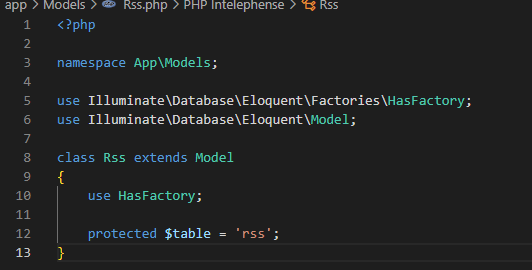 app > Models > Rss.php > PHP Intelephense > Rss
1 <?php
2
3 namespace App\Models;
4
5 use Illuminate\Database\Eloquent\Factories\HasFactory;
6 use Illuminate\Database\Eloquent\Model;
7
8 class Rss extends Model
9 {
10 use HasFactory;
11
12 protected $table = 'rss';
13 }